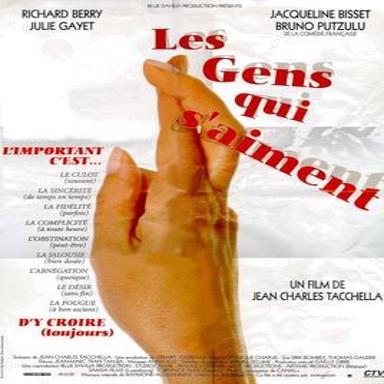 BLUE DAHLIA PRODUCTION PRÉSENTE
RICHARD BERRY
JULIE GAYET
JACQUELINE BISSET
BRUNO PUTZULU
DE LA COMÉDIE-FRANÇAISE
Les
Gens
qui
s'aiment
L'IMPORTANT
C'EST...
LE CULOT
(souvent)
LA SINCÉRITÉ
(de temps en temps)
LA FIDÉLITÉ
(parfois)
LA COMPLICITÉ
(à toute heure)
L'OBSTINATION
(peut-être)
LA JALOUSIE
(bien doute)
L'ABNÉGATION
(quoique)
LE DÉSIR
(sans fin)
LA FOUGUE
(à bon escient)
D'Y CROIRE
(toujours)
UN FILM DE
JEAN CHARLES TACCHELLA